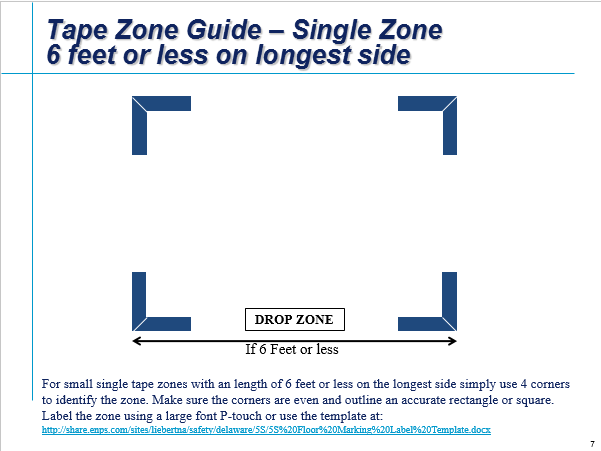 Tape Zone Guide – Single Zone
6 feet or less on longest side
DROP ZONE
If 6 Feet or less
For small single tape zones with an length of 6 feet or less on the longest side simply use 4 corners
to identify the zone. Make sure the corners are even and outline an accurate rectangle or square.
Label the zone using a large font P-touch or use the template at:
http://share.enps.com/sites/liebertna/safety/delaware/5S/5S%20Floor%20Marking%20Label%20Template.docx
7